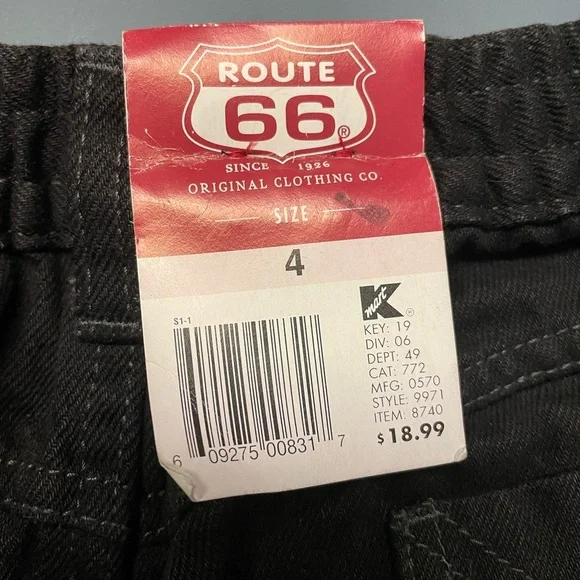 ROUTE
66®
SINCE 1926
ORIGINAL CLOTHING CO.
SIZE
4
S1-1
Kmart®
KEY: 19
DIV: 06
DEPT: 49
CAT: 772
MFG: 0570
STYLE: 9971
ITEM: 8740
$18.99
6 09275 00831 7